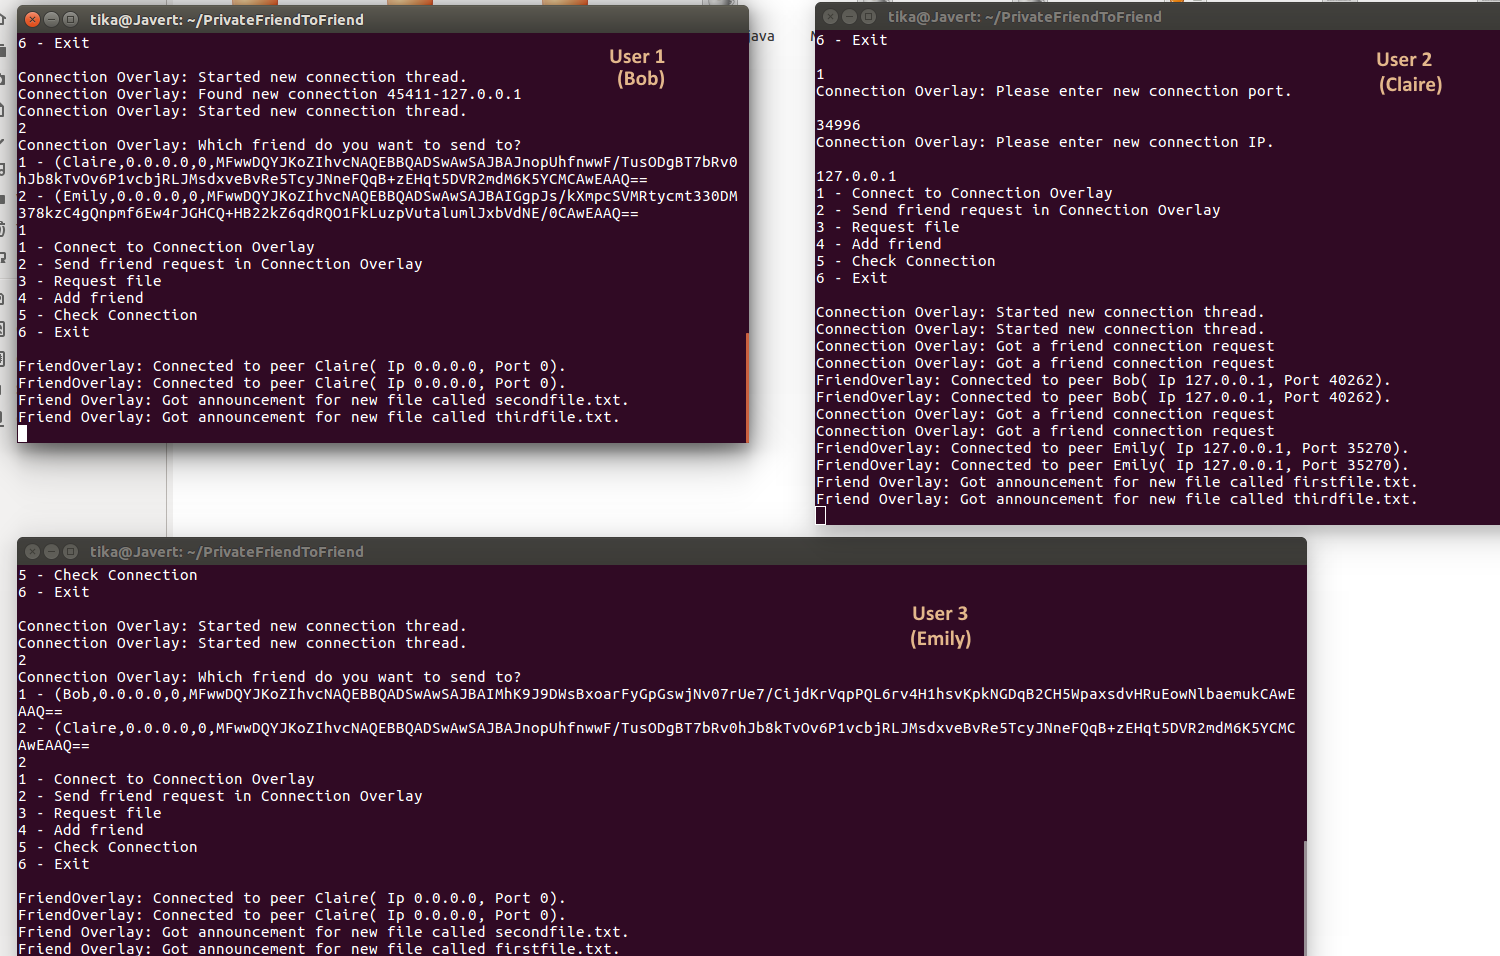 tika@Javert: ~/PrivateFriendToFriend
6 - Exit
User 1
(Bob)
Connection Overlay: Started new connection thread.
Connection Overlay: Found new connection 45411-127.0.0.1
Connection Overlay: Started new connection thread.
2
Connection Overlay: Which friend do you want to send to?
1 - (Claire,0.0.0.0,0,MFwwDQYJKoZIhvcNAQEBBQADSwAwSAJBAJnopUhfnwwF/TusODgBT7bRv0
hJb8kTvOv6P1vcbjRLJMsdxveBvRe5TcyJNneFQqB+zEHqt5DVR2mdM6K5YCMCAwEAAQ==
2 - (Emily,0.0.0.0,0,MFwwDQYJKoZIhvcNAQEBBQADSwAwSAJBAIGgpJs/kXmpcSVMRtycmt330DM
378kzC4gQnpmf6Ew4rJGHCQ+HB22kZ6qdRQO1FkLuzpVutalumlJxbVdNE/0CAwEAAQ==
1
1 - Connect to Connection Overlay
2 - Send friend request in Connection Overlay
3 - Request file
4 - Add friend
5 - Check Connection
6 - Exit
FriendOverlay: Connected to peer Claire( Ip 0.0.0.0, Port 0).
FriendOverlay: Connected to peer Claire( Ip 0.0.0.0, Port 0).
Friend Overlay: Got announcement for new file called secondfile.txt.
Friend Overlay: Got announcement for new file called thirdfile.txt.
java
tika@Javert: ~/PrivateFriendToFriend
6 - Exit
User 2
(Claire)
1
Connection Overlay: Please enter new connection port.
34996
Connection Overlay: Please enter new connection IP.
127.0.0.1
1 - Connect to Connection Overlay
2 - Send friend request in Connection Overlay
3 - Request file
4 - Add friend
5 - Check Connection
6 - Exit
Connection Overlay: Started new connection thread.
Connection Overlay: Started new connection thread.
Connection Overlay: Got a friend connection request
Connection Overlay: Got a friend connection request
FriendOverlay: Connected to peer Bob( Ip 127.0.0.1, Port 40262).
FriendOverlay: Connected to peer Bob( Ip 127.0.0.1, Port 40262).
Connection Overlay: Got a friend connection request
Connection Overlay: Got a friend connection request
FriendOverlay: Connected to peer Emily( Ip 127.0.0.1, Port 35270).
FriendOverlay: Connected to peer Emily( Ip 127.0.0.1, Port 35270).
Friend Overlay: Got announcement for new file called firstfile.txt.
Friend Overlay: Got announcement for new file called thirdfile.txt.
tika@Javert: ~/PrivateFriendToFriend
5 - Check Connection
6 - Exit
User 3
(Emily)
Connection Overlay: Started new connection thread.
Connection Overlay: Started new connection thread.
2
Connection Overlay: Which friend do you want to send to?
1 - (Bob,0.0.0.0,0,MFwwDQYJKoZIhvcNAQEBBQADSwAwSAJBAIMhK9J9DWsBxoarFyGpGswjNv07rUe7/CijdKrVqpPQL6rv4H1hsvKpkNGDqB2CH5WpaxsdvHRuEowNlbaemukCAwE
AAQ==
2 - (Claire,0.0.0.0,0,MFwwDQYJKoZIhvcNAQEBBQADSwAwSAJBAJnopUhfnwwF/TusODgBT7bRv0hJb8kTvOv6P1vcbjRLJMsdxveBvRe5TcyJNneFQqB+zEHqt5DVR2mdM6K5YCMC
AwEAAQ==
2
1 - Connect to Connection Overlay
2 - Send friend request in Connection Overlay
3 - Request file
4 - Add friend
5 - Check Connection
6 - Exit
FriendOverlay: Connected to peer Claire( Ip 0.0.0.0, Port 0).
FriendOverlay: Connected to peer Claire( Ip 0.0.0.0, Port 0).
Friend Overlay: Got announcement for new file called secondfile.txt.
Friend Overlay: Got announcement for new file called firstfile.txt.